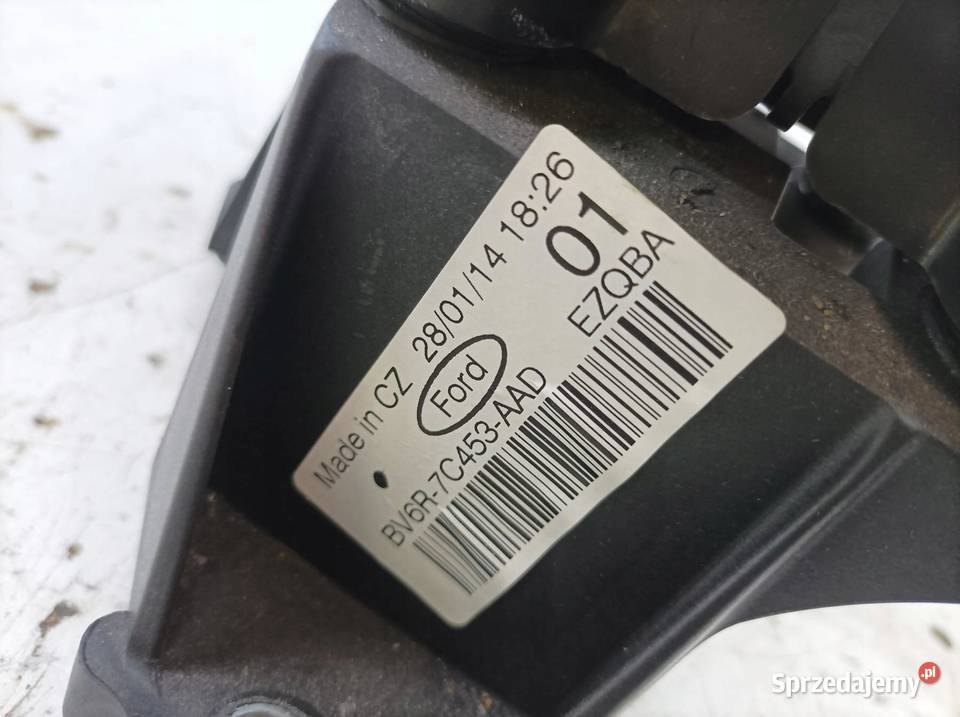 Made in CZ 28/01/14 18:26
Ford
01
BV6R-7C453-AAD
EZQBA
Sprzedajemy.pl